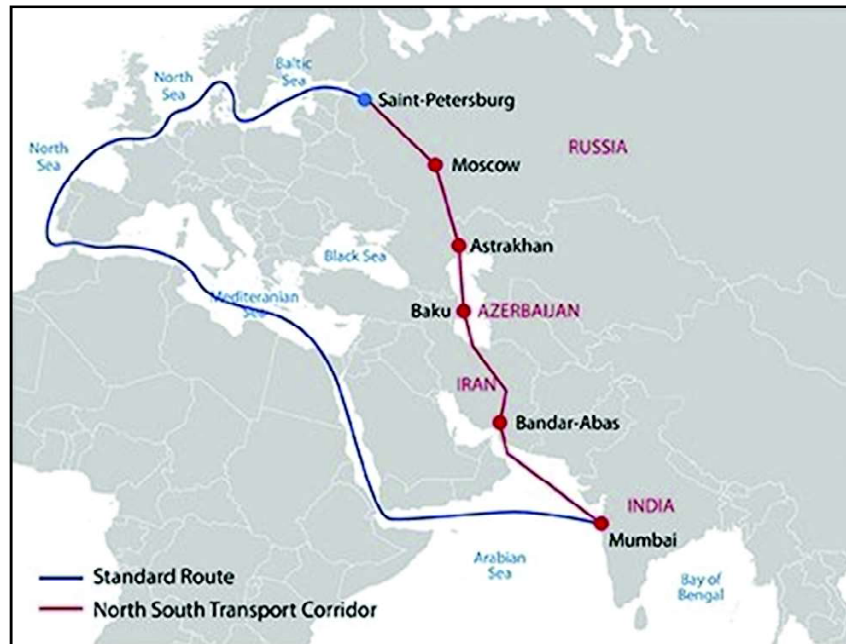 Baltic
Sea
North
Sea
Saint-Petersburg
North
Sea
RUSSIA
Moscow
Astrakhan
Black Sea
Mediteranian
Sea
Baku
AZERBAIJAN
IRAN
Bandar-Abas
INDIA
Mumbai
Arabian
Sea
Bay of
Bengal
Standard Route
North South Transport Corridor